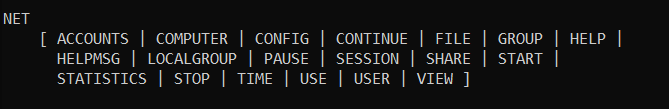 NET
    [ ACCOUNTS | COMPUTER | CONFIG | CONTINUE | FILE | GROUP | HELP |
      HELPMSG | LOCALGROUP | PAUSE | SESSION | SHARE | START |
      STATISTICS | STOP | TIME | USE | USER | VIEW ]